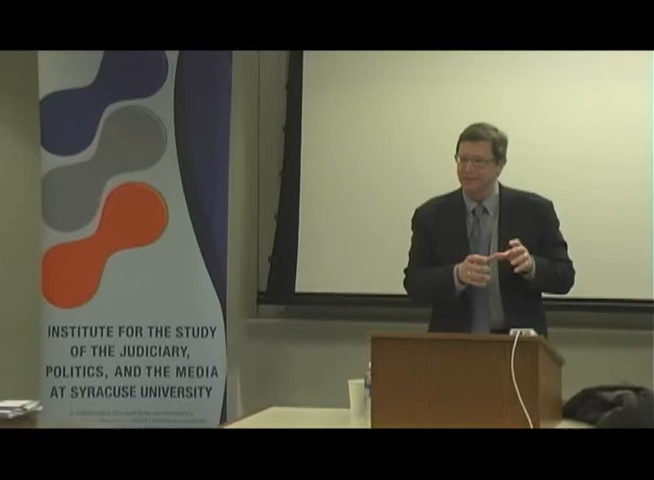 INSTITUTE FOR THE STUDY
OF THE JUDICIARY,
POLITICS, AND THE MEDIA
AT SYRACUSE UNIVERSITY